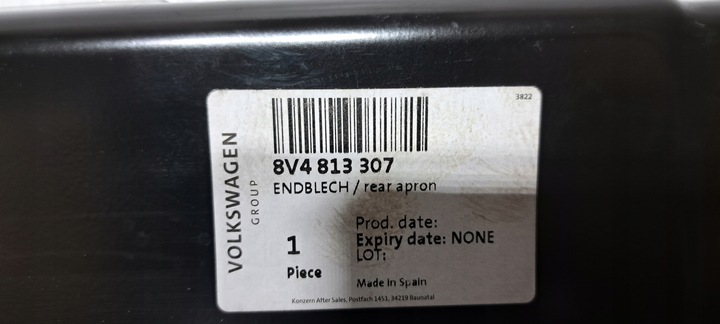 3822
VOLKSWAGEN
GROUP
8V4 813 307
ENDBLECH / rear apron
Prod. date:
Expiry date: NONE
LOT:
1
Piece
Made in Spain
Konzern After Sales, Postfach 1451, 34219 Baunatal